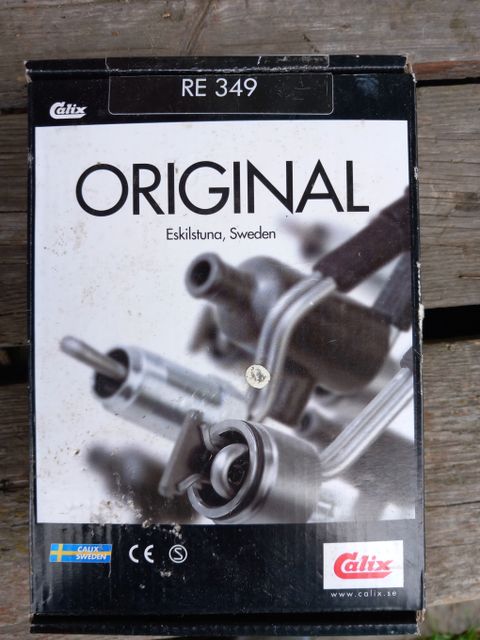 RE 349
Calix
ORIGINAL
Eskilstuna, Sweden
CALIX
SWEDEN
CE
S
Calix
www.calix.se